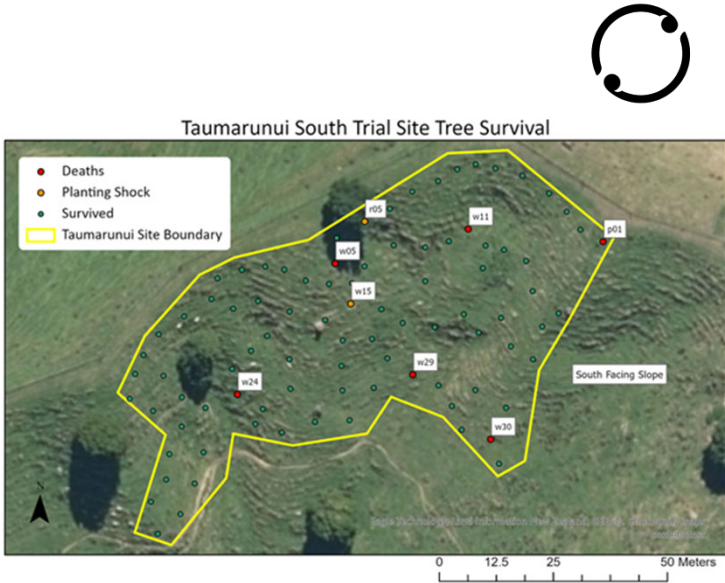 Taumarunui South Trial Site Tree Survival
Deaths
Planting Shock
Survived
Taumarunui Site Boundary
r05
w11
p01
w05
w15
w29
w24
South Facing Slope
w30
N
0 12.5 25 50 Meters